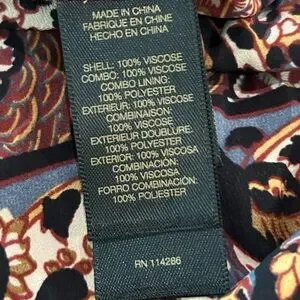 MADE IN CHINA
FABRIQUE EN CHINE
HECHO EN CHINA
SHELL: 100% VISCOSE
COMBO: 100% VISCOSE
COMBO LINING:
100% POLYESTER
EXTERIEUR: 100% VISCOSE
COMBINAISON:
100% VISCOSE
EXTERIEUR DOUBLURE:
100% POLYESTER
EXTERIOR: 100% VISCOSA
COMBINACIÓN:
100% VISCOSA
FORRO COMBINACIÓN:
100% POLIESTER
RN 114286